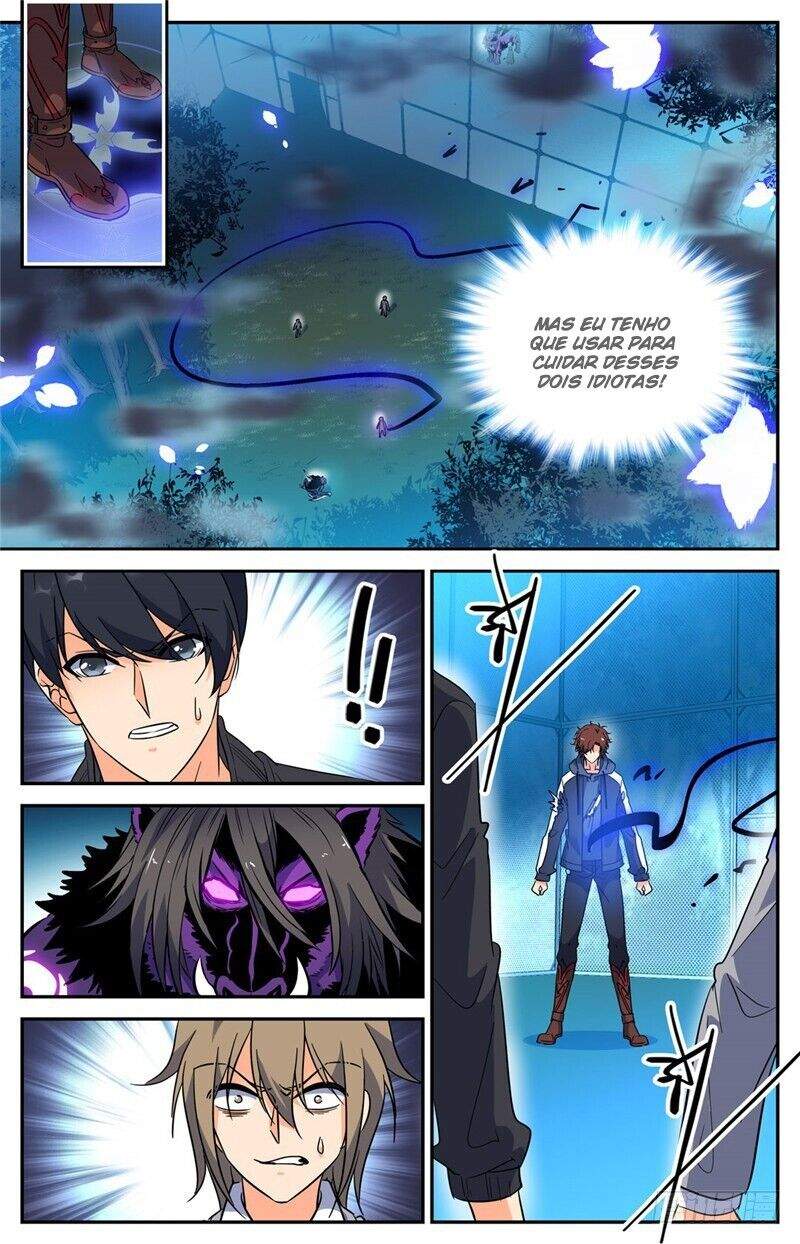 MAS EU TENHO
QUE USAR PARA
CUIDAR DESSES
DOIS IDIOTAS!
!!